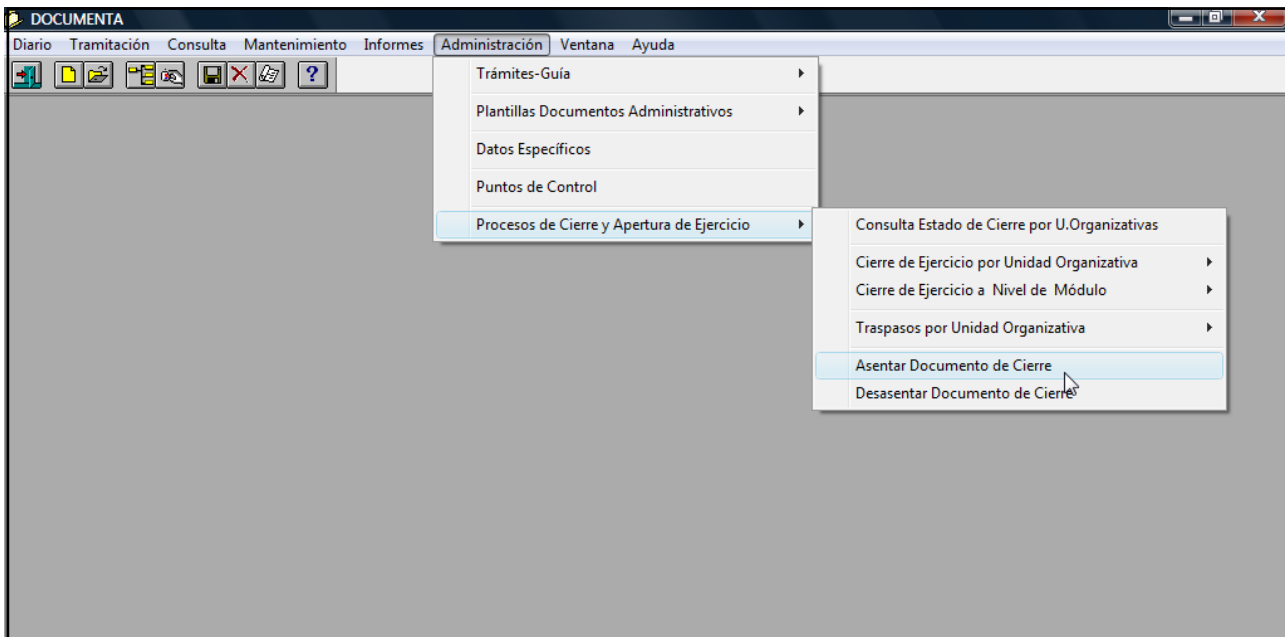 DOCUMENTA
Diario Tramitación Consulta Mantenimiento Informes Administración Ventana Ayuda
?
Trámites-Guía
Plantillas Documentos Administrativos
Datos Específicos
Puntos de Control
Procesos de Cierre y Apertura de Ejercicio
Consulta Estado de Cierre por U.Organizativas
Cierre de Ejercicio por Unidad Organizativa
Cierre de Ejercicio a Nivel de Módulo
Traspasos por Unidad Organizativa
Asentar Documento de Cierre
Desasentar Documento de Cierre